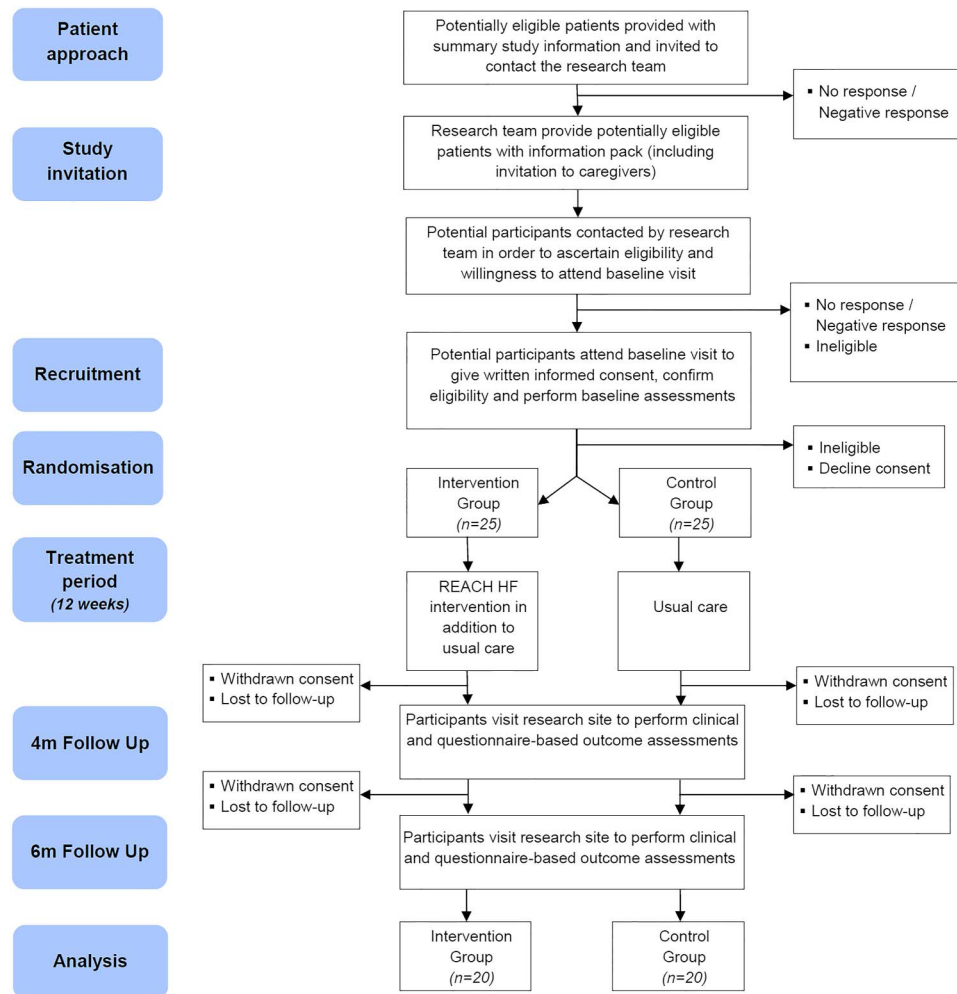 Patient
approach
Potentially eligible patients provided with
summary study information and invited to
contact the research team
▪ No response /
Negative response
Study
invitation
Research team provide potentially eligible
patients with information pack (including
invitation to caregivers)
Potential participants contacted by research
team in order to ascertain eligibility and
willingness to attend baseline visit
▪ No response /
Negative response
▪ Ineligible
Recruitment
Potential participants attend baseline visit to
give written informed consent, confirm
eligibility and perform baseline assessments
Randomisation
▪ Ineligible
▪ Decline consent
Intervention
Group
(n=25)
Control
Group
(n=25)
Treatment
period
(12 weeks)
REACH HF
intervention in
addition to
usual care
Usual care
▪ Withdrawn consent
▪ Lost to follow-up
▪ Withdrawn consent
▪ Lost to follow-up
4m Follow Up
Participants visit research site to perform clinical
and questionnaire-based outcome assessments
▪ Withdrawn consent
▪ Lost to follow-up
▪ Withdrawn consent
▪ Lost to follow-up
6m Follow Up
Participants visit research site to perform clinical
and questionnaire-based outcome assessments
Analysis
Intervention
Group
(n=20)
Control
Group
(n=20)